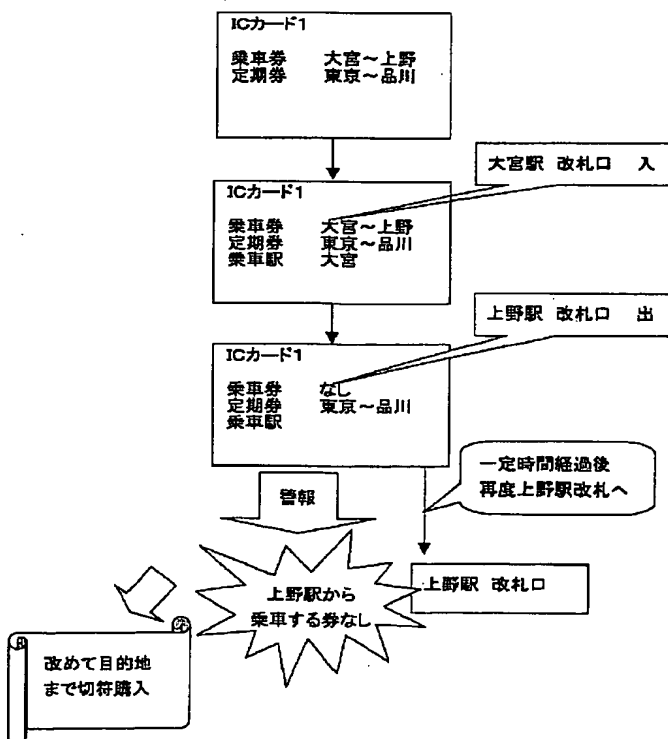 ICカード1
乗車券 大宮～上野
定期券 東京～品川
大宮駅 改札口 入
ICカード1
乗車券 大宮～上野
定期券 東京～品川
乗車駅 大宮
上野駅 改札口 出
ICカード1
乗車券 なし
定期券 東京～品川
乗車駅
一定時間経過後
再度上野駅改札へ
警報
上野駅から
乗車する券なし
上野駅 改札口
改めて目的地
まで切符購入